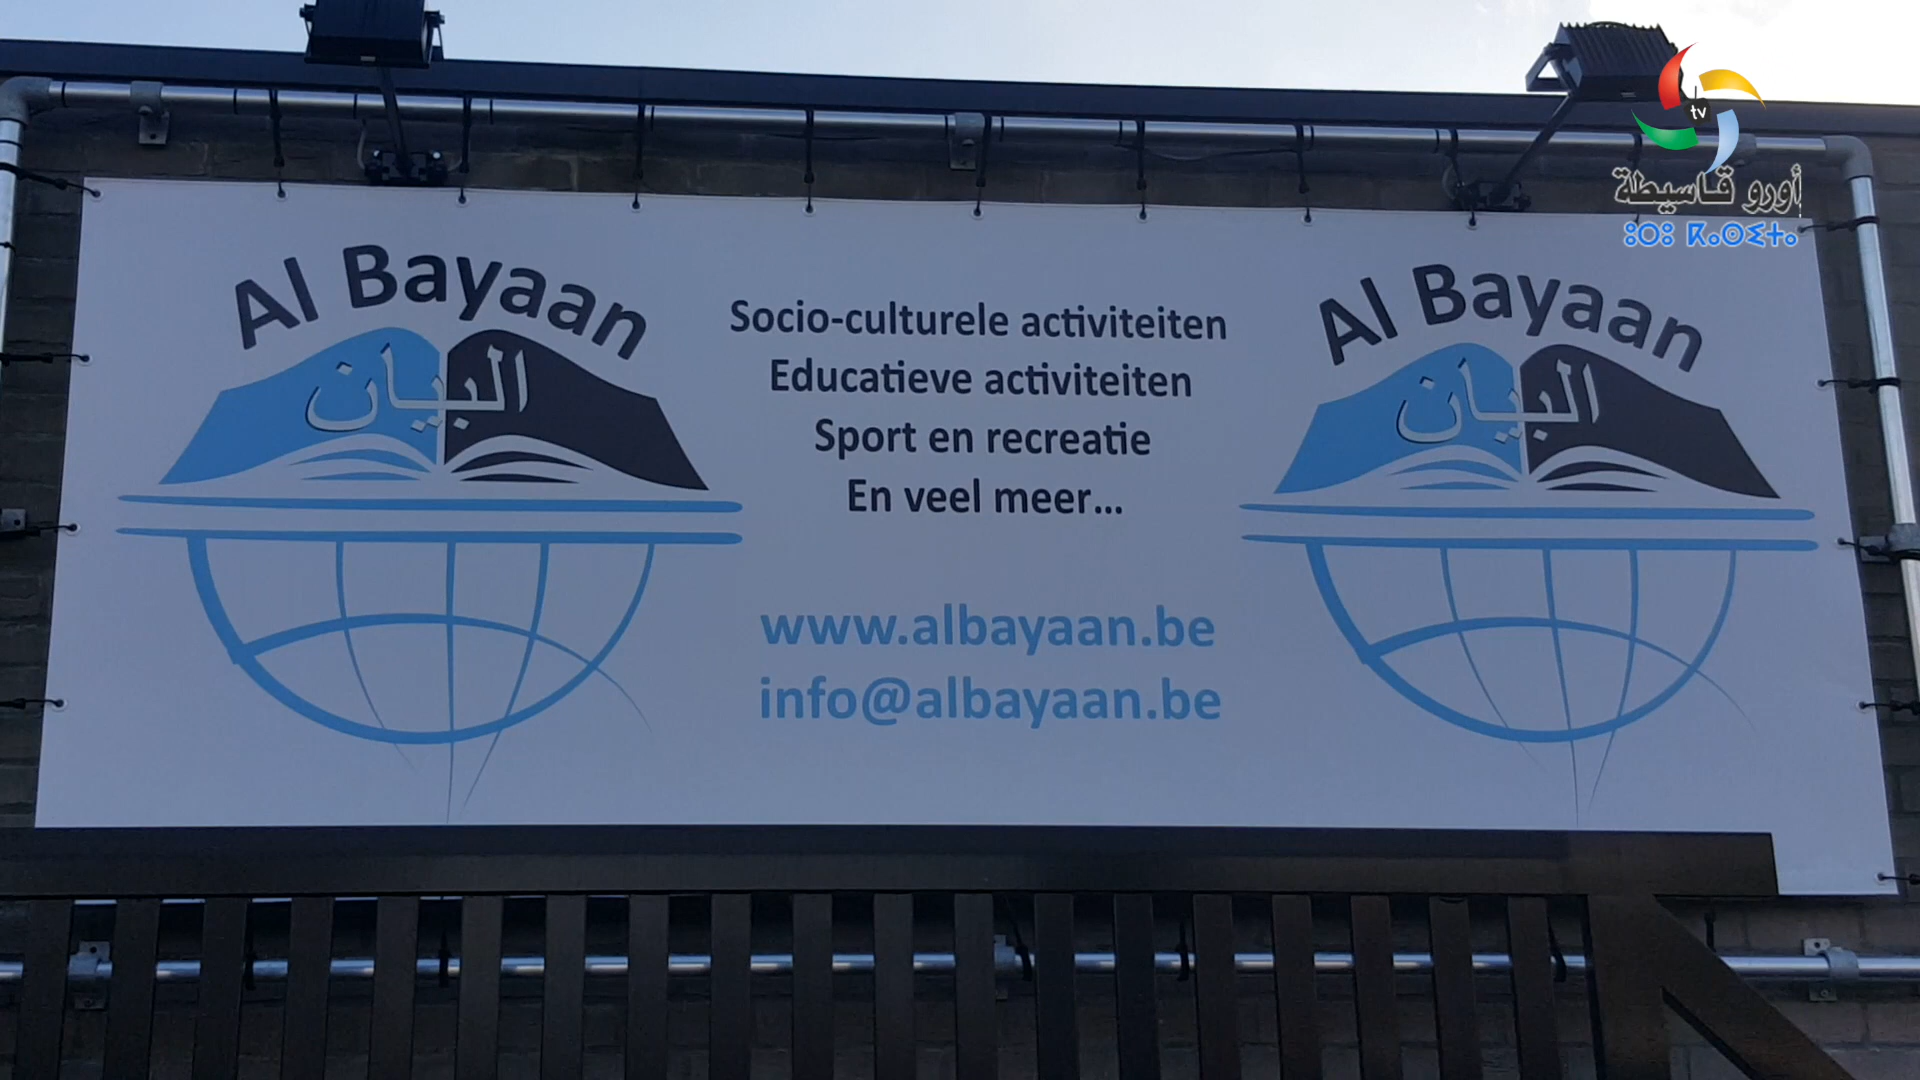 tv
أورو قاسيطة
ⵓⵔⵓ ⴽⴰⵙⵉⵜⴰ
Al Bayaan
البيان
Socio-culturele activiteiten
Educatieve activiteiten
Sport en recreatie
En veel meer...
www.albayaan.be
info@albayaan.be
Al Bayaan
البيان